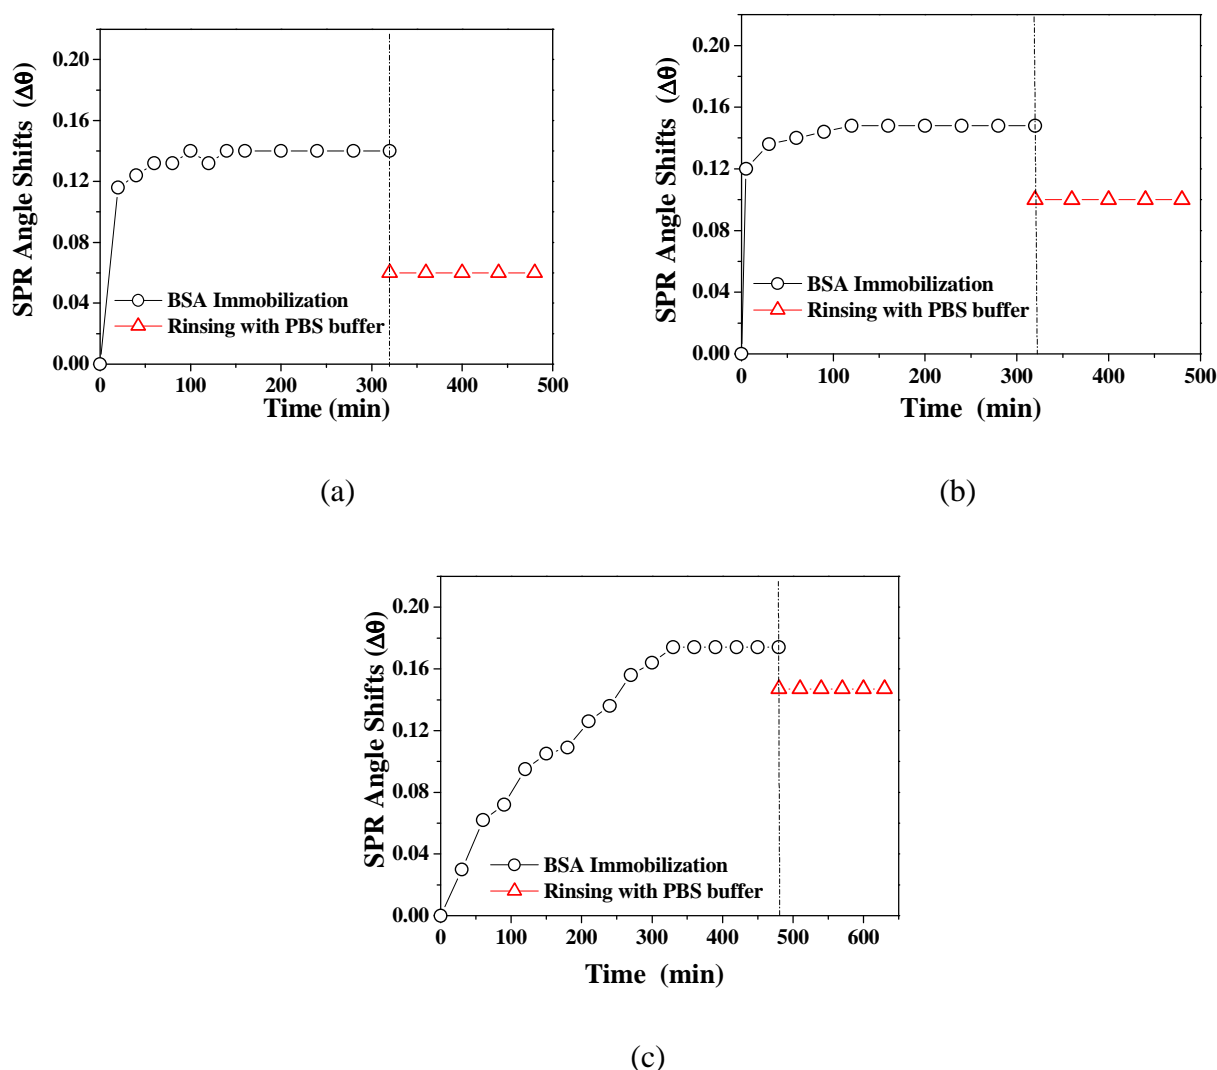 SPR Angle Shifts (Δθ)
0.20
0.16
0.12
0.08
0.04
0.00
BSA Immobilization
Rinsing with PBS buffer
0 100 200 300 400 500
Time (min)
(a)
SPR Angle Shifts (Δθ)
0.20
0.16
0.12
0.08
0.04
0.00
BSA Immobilization
Rinsing with PBS buffer
0 100 200 300 400 500
Time (min)
(b)
SPR Angle Shifts (Δθ)
0.20
0.16
0.12
0.08
0.04
0.00
BSA Immobilization
Rinsing with PBS buffer
0 100 200 300 400 500 600
Time (min)
(c)